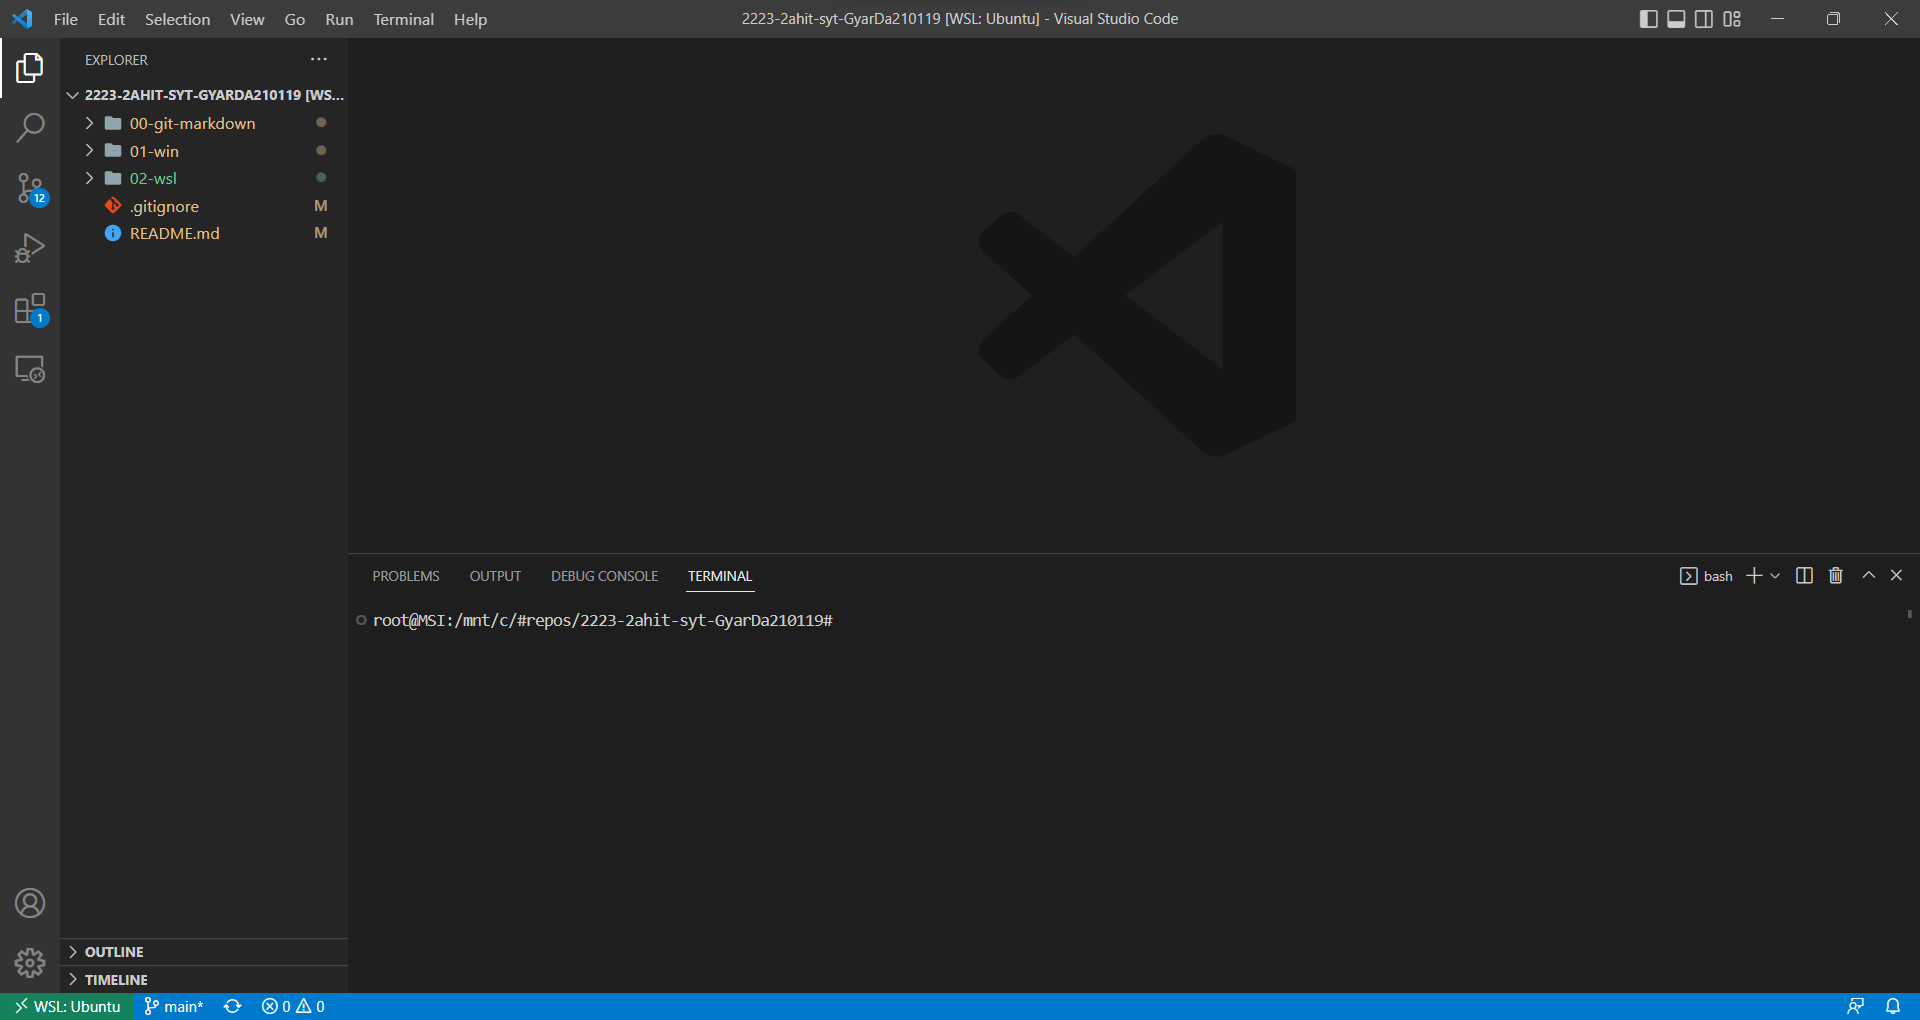 File Edit Selection View Go Run Terminal Help
2223-2ahit-syt-GyarDa210119 [WSL: Ubuntu] - Visual Studio Code
EXPLORER
2223-2AHIT-SYT-GYARDA210119 [WS...
00-git-markdown
01-win
02-wsl
.gitignore M
README.md M
12
1
PROBLEMS OUTPUT DEBUG CONSOLE TERMINAL
bash
root@MSI:/mnt/c/#repos/2223-2ahit-syt-GyarDa210119#
OUTLINE
TIMELINE
WSL: Ubuntu main* 0 0